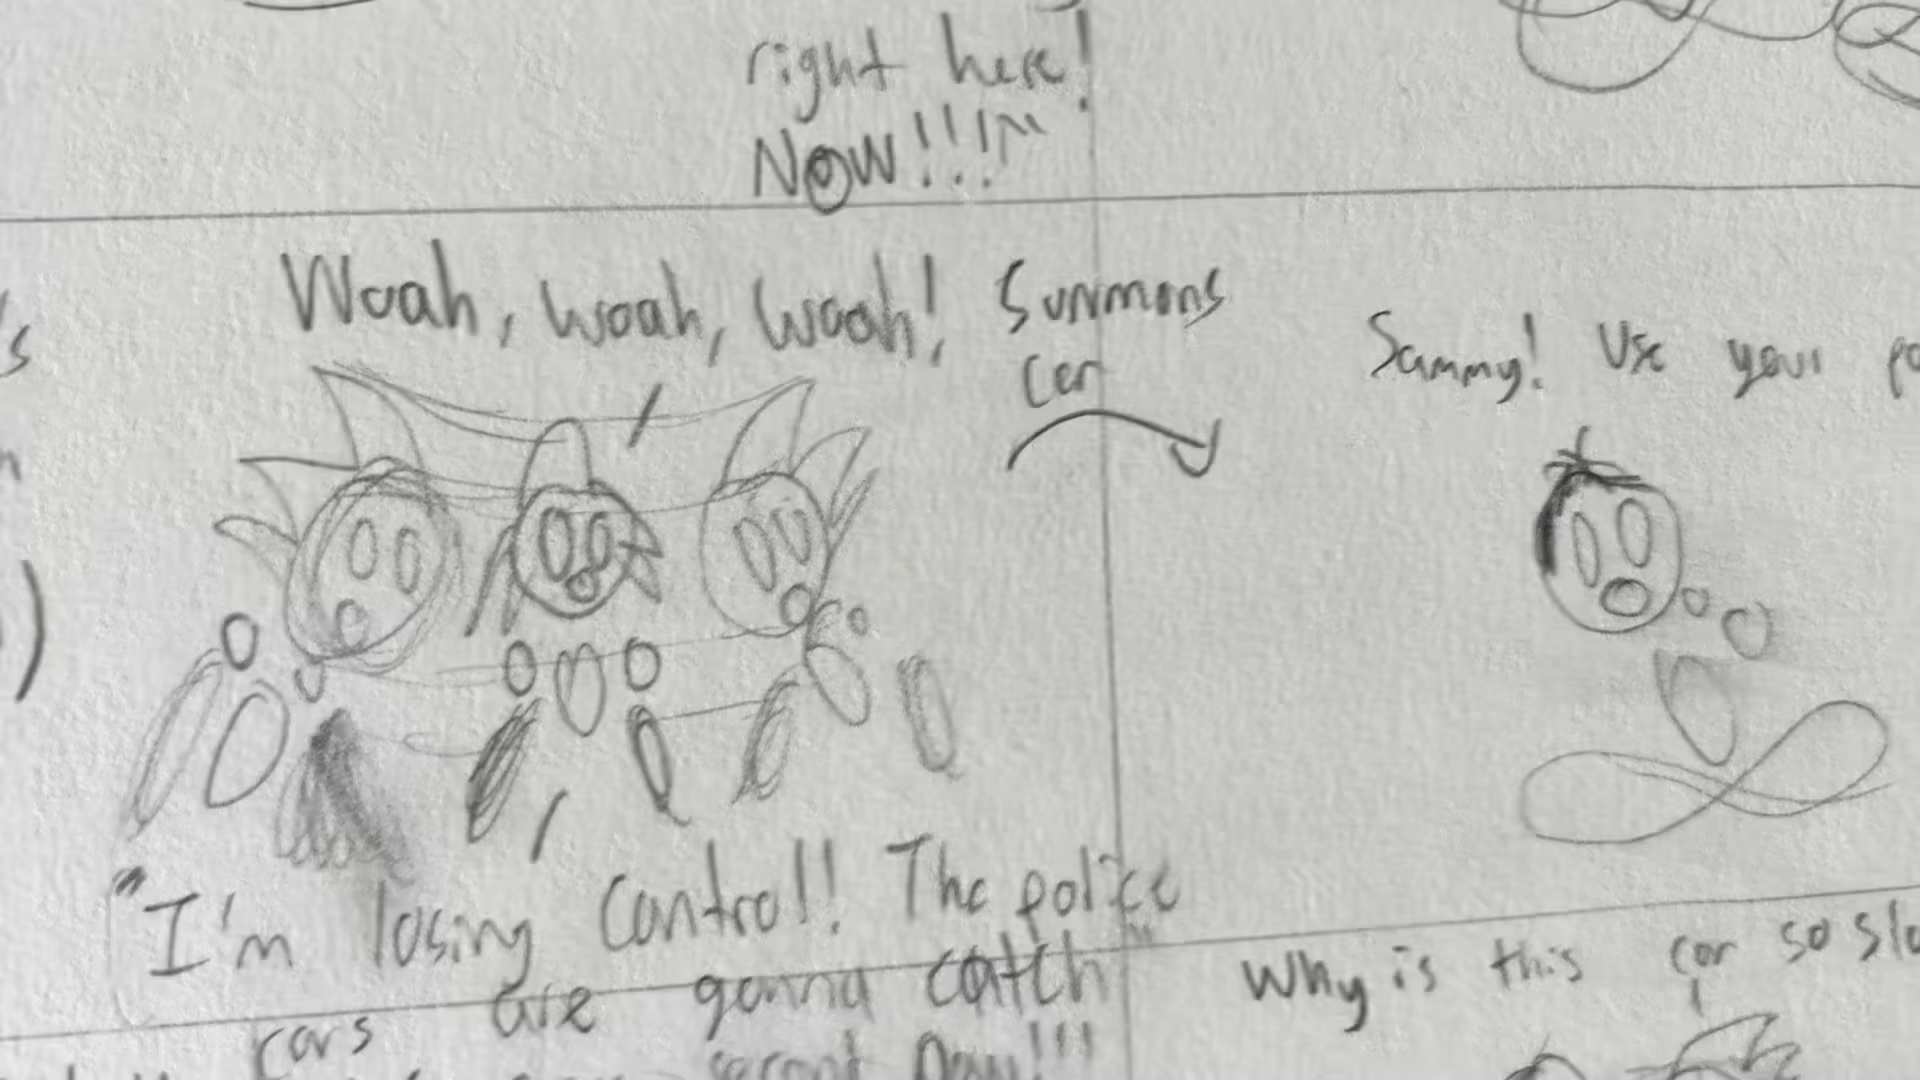 right here!
NOW!!!
Woah, woah, woah!
Summons
car
"I'm losing control! The police
cars are gonna catch
Now!!!
Sammy! Use your
Why is this car so